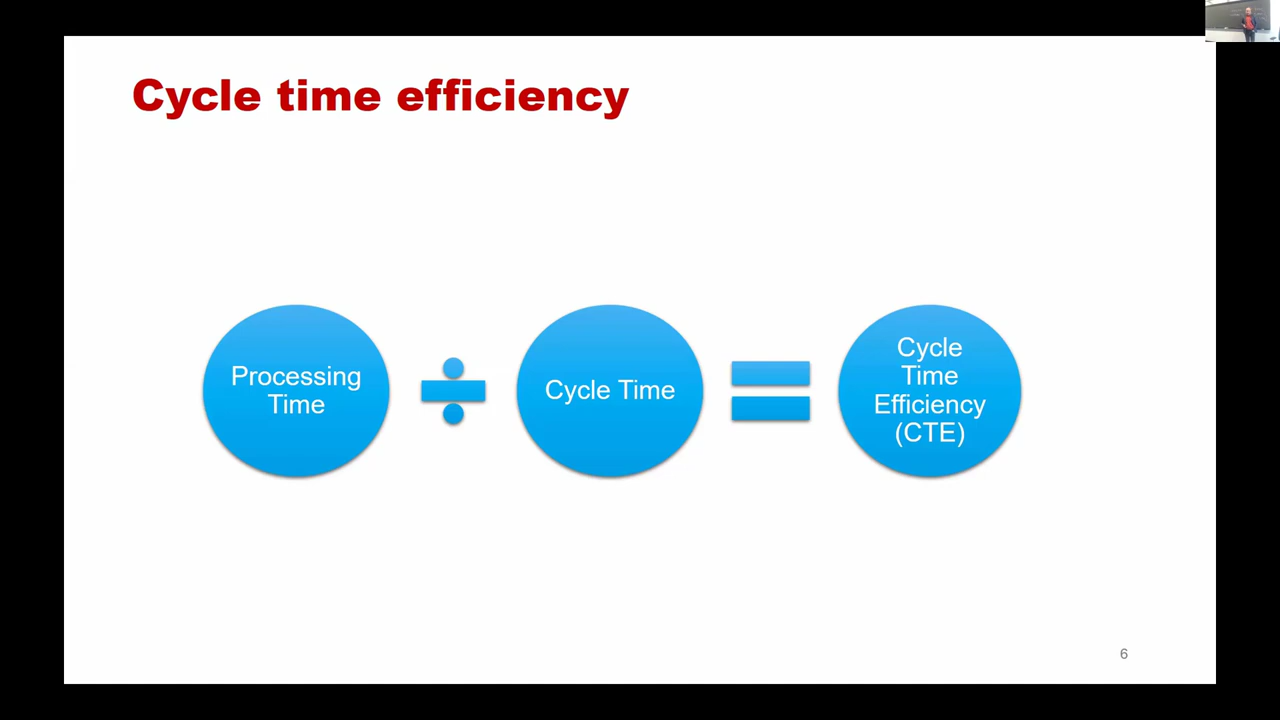 Cycle time efficiency
Processing
Time
Cycle Time
Cycle
Time
Efficiency
(CTE)
6